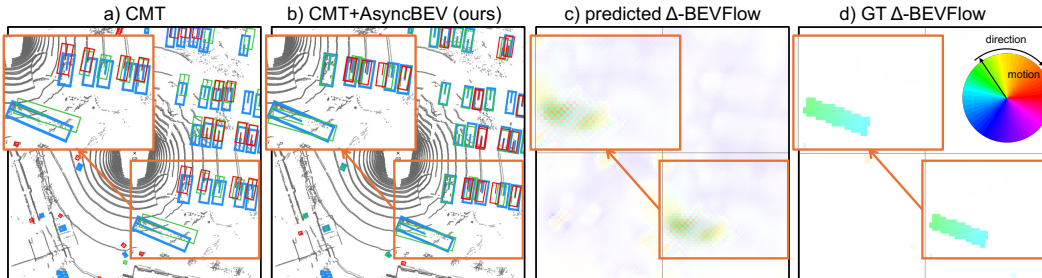 a) CMT
b) CMT+AsyncBEV (ours)
c) predicted Δ-BEVFlow
d) GT Δ-BEVFlow
direction
motion